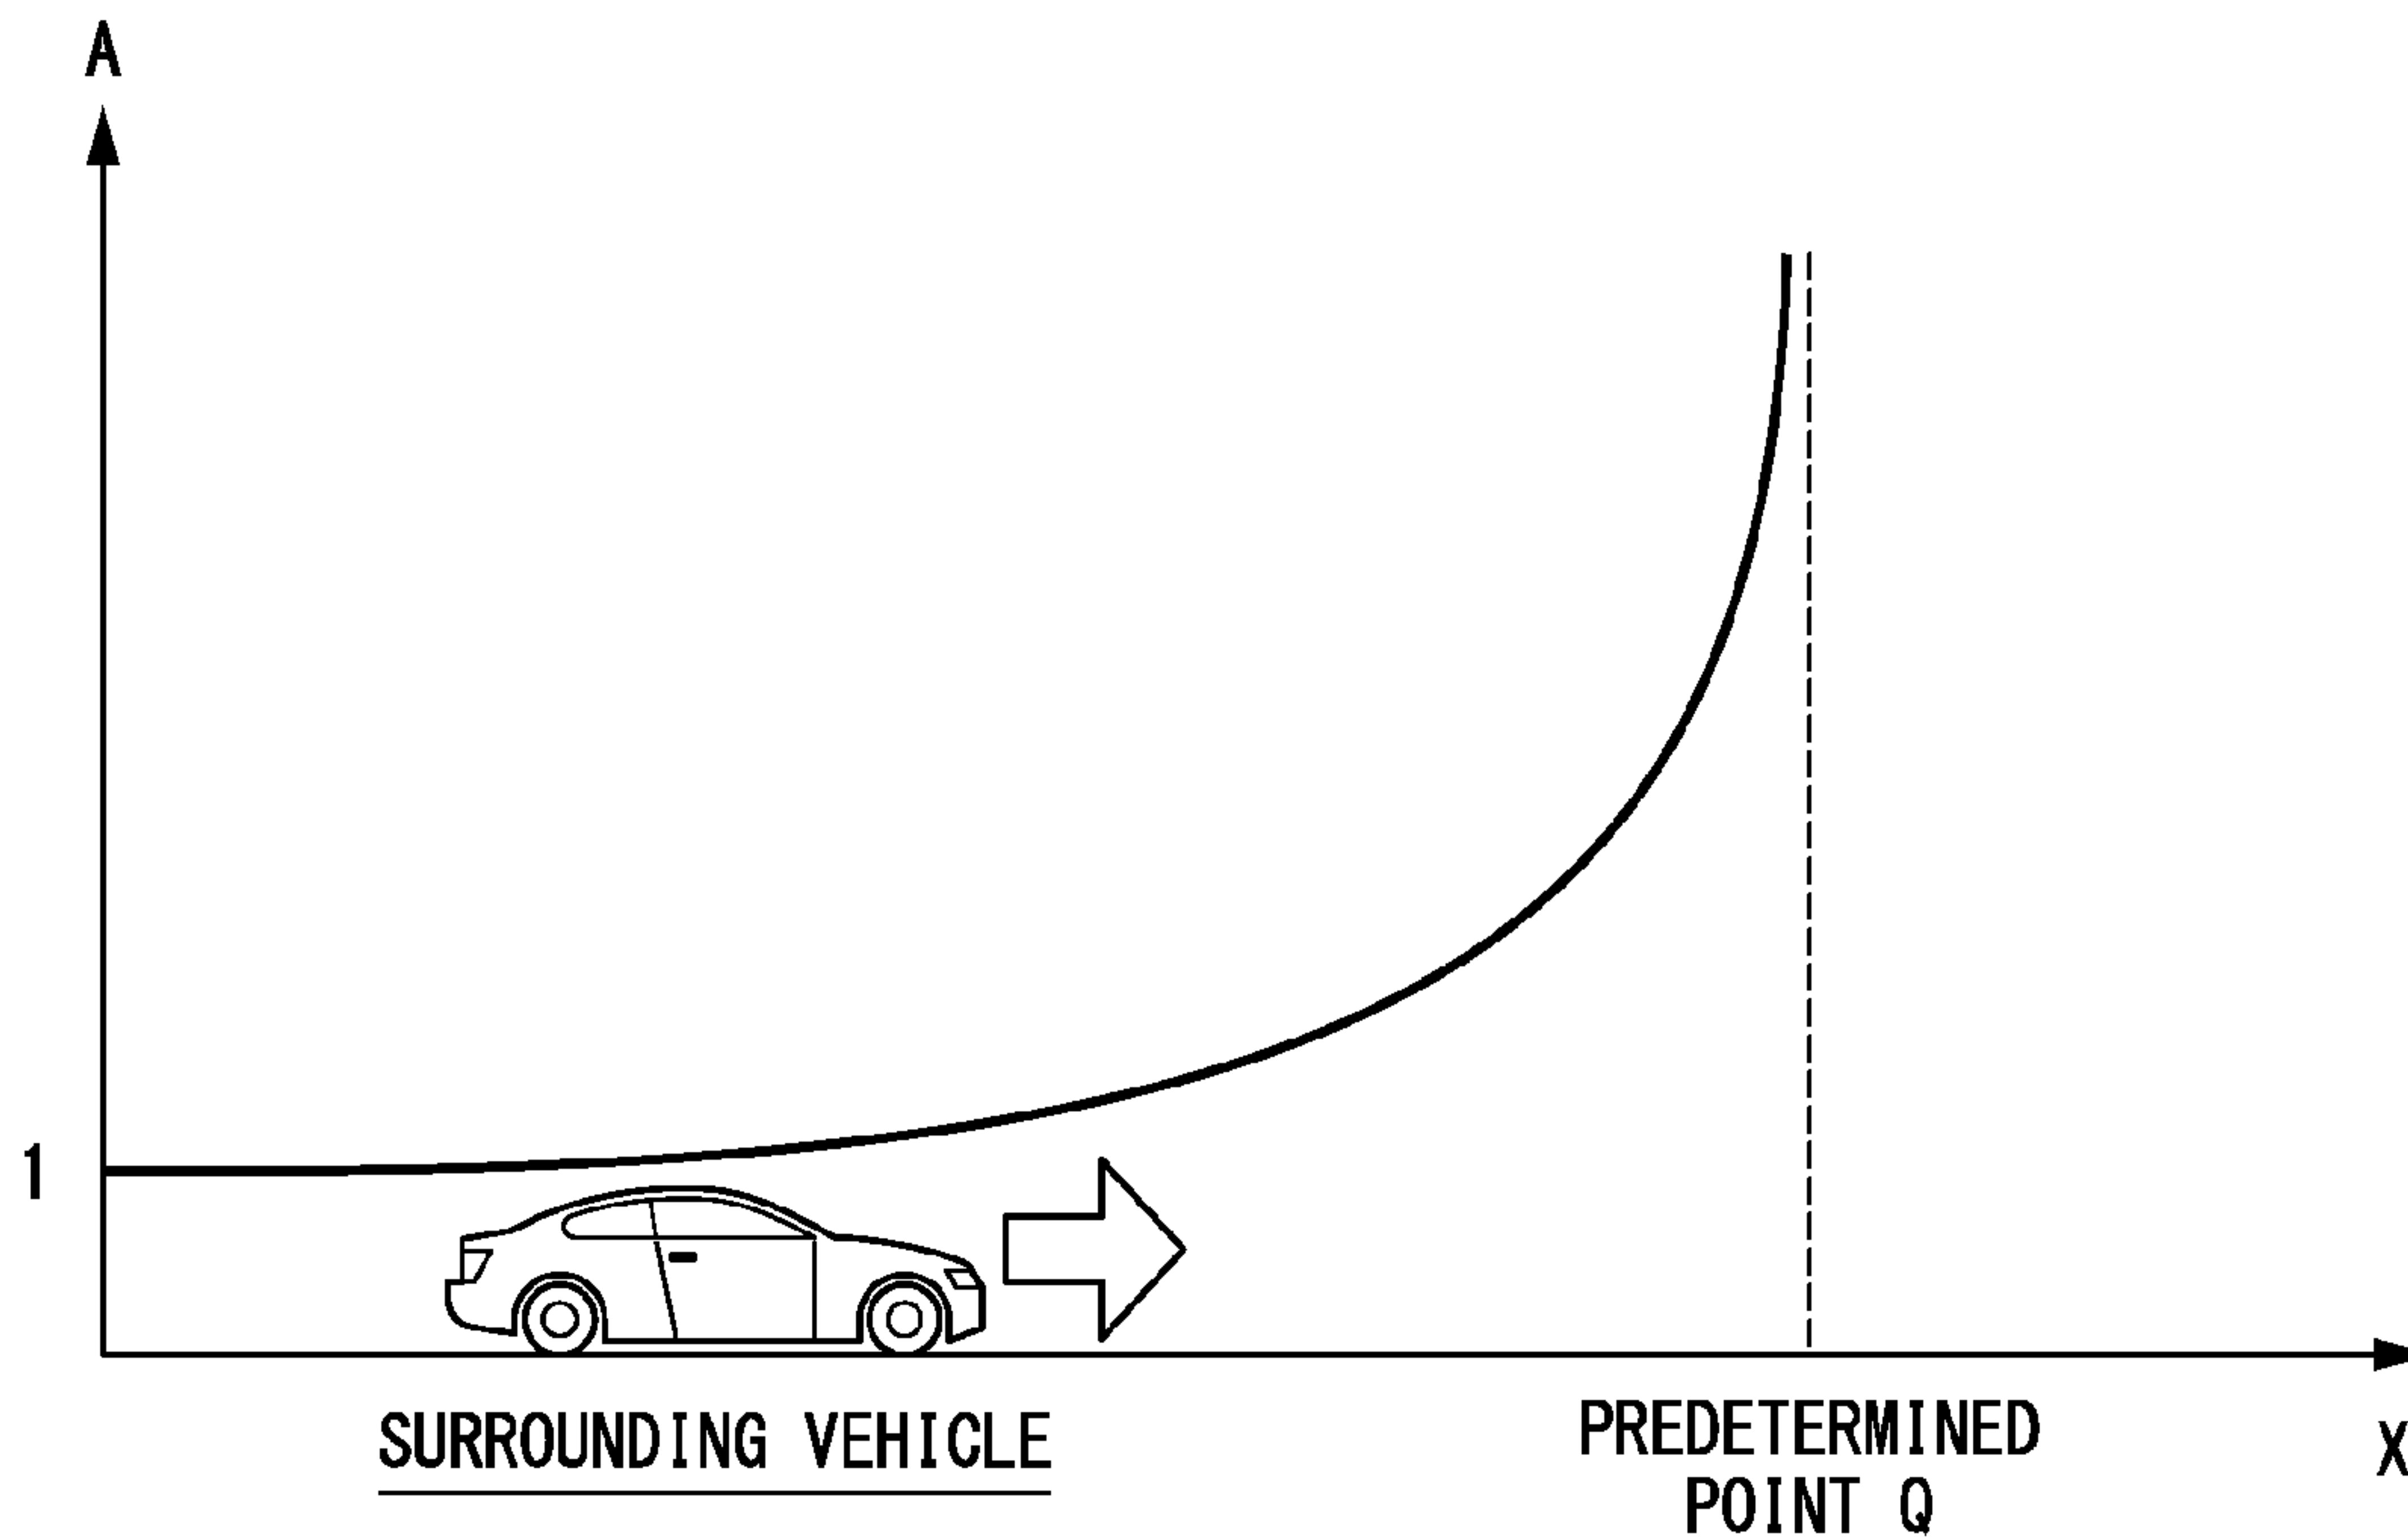 A
1
SURROUNDING VEHICLE
PREDETERMINED
POINT Q
X